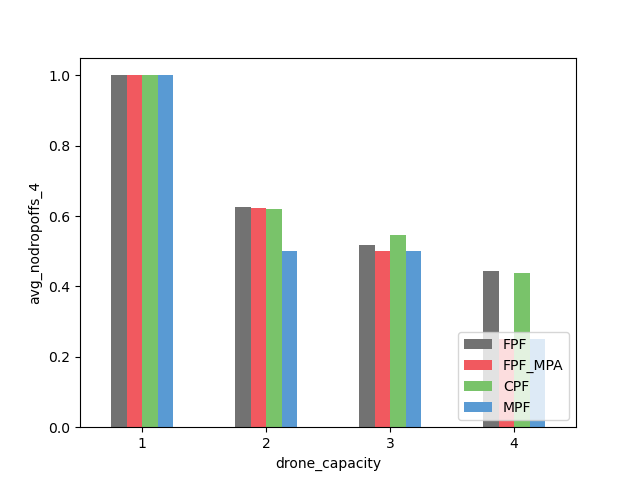 1.0
0.8
0.6
0.4
0.2
0.0
avg_nodropoffs_4
1 2 3 4
drone_capacity
FPF
FPF_MPA
CPF
MPF